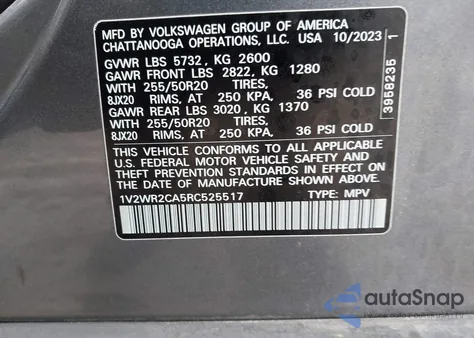 MFD BY VOLKSWAGEN GROUP OF AMERICA
CHATTANOOGA OPERATIONS, LLC. USA 10/2023
GVWR LBS 5732, KG 2600
GAWR FRONT LBS 2822, KG 1280
WITH 255/50R20 TIRES,
8JX20 RIMS, AT 250 KPA, 36 PSI COLD
GAWR REAR LBS 3020, KG 1370
WITH 255/50R20 TIRES,
8JX20 RIMS, AT 250 KPA, 36 PSI COLD
THIS VEHICLE CONFORMS TO ALL APPLICABLE
U.S. FEDERAL MOTOR VEHICLE SAFETY AND
THEFT PREVENTION STANDARDS IN EFFECT ON
THE DATE OF MANUFACTURE SHOWN ABOVE.
1V2WR2CA5RC525517 TYPE: MPV
3958235 1
autoSnap